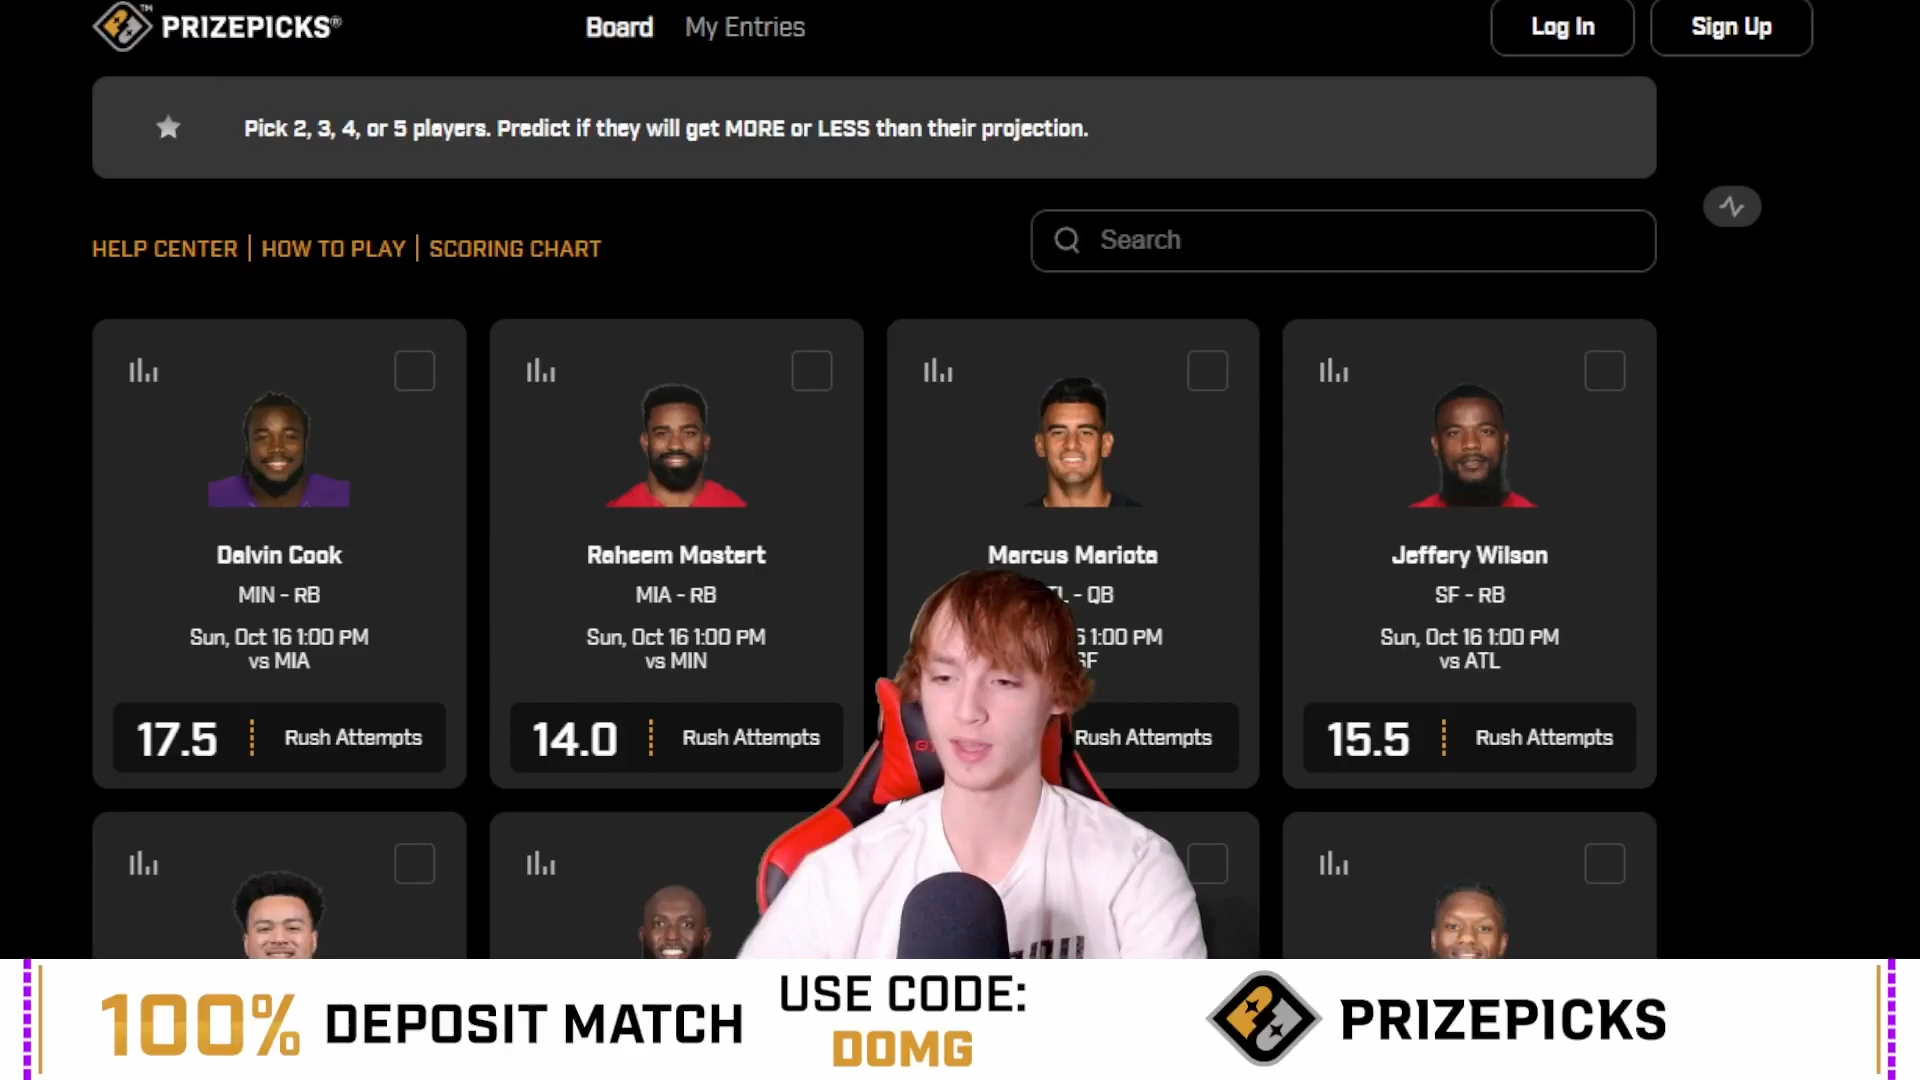 PRIZEPICKS®
Board
My Entries
Log In
Sign Up
Pick 2, 3, 4, or 5 players. Predict if they will get MORE or LESS than their projection.
HELP CENTER | HOW TO PLAY | SCORING CHART
Search
Dalvin Cook
MIN - RB
Sun, Oct 16 1:00 PM
vs MIA
17.5
Rush Attempts
Raheem Mostert
MIA - RB
Sun, Oct 16 1:00 PM
vs MIN
14.0
Rush Attempts
Marcus Mariota
- QB
1:00 PM
Rush Attempts
Jeffery Wilson
SF - RB
Sun, Oct 16 1:00 PM
vs ATL
15.5
Rush Attempts
100% DEPOSIT MATCH
USE CODE:
DOMG
PRIZEPICKS